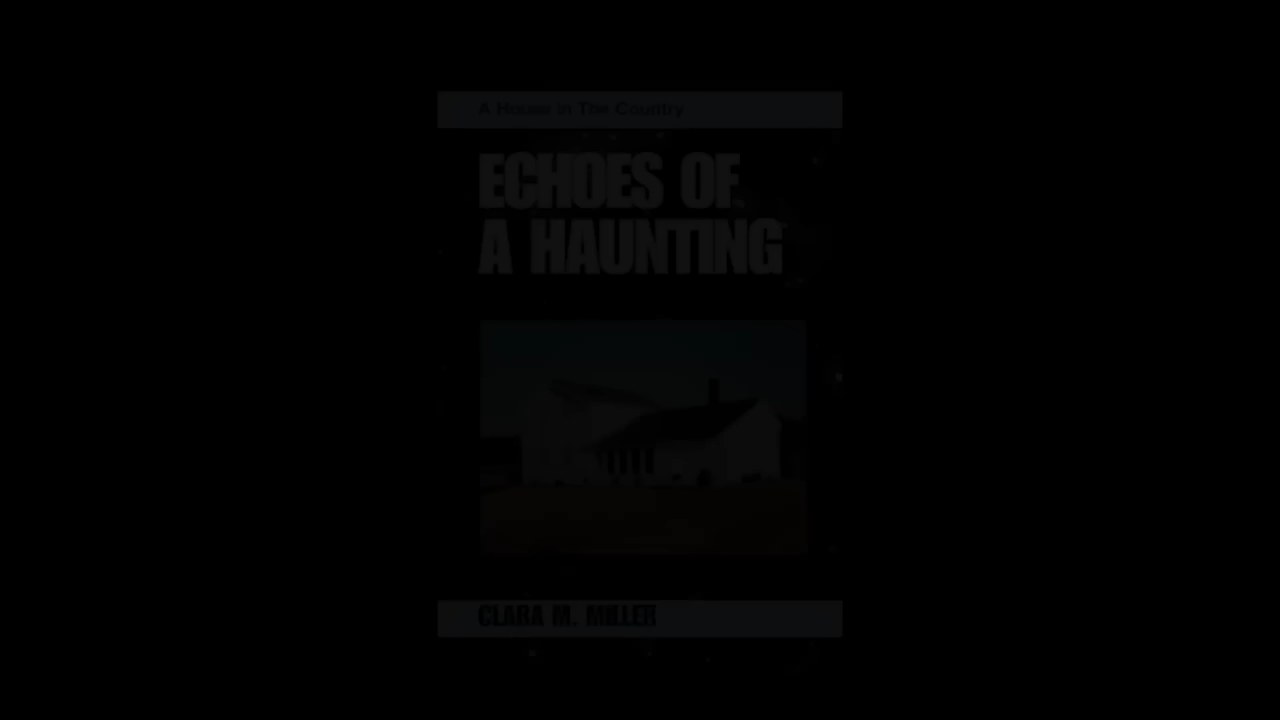 A House in The Country
ECHOES OF
A HAUNTING
CLARA M. MILLER